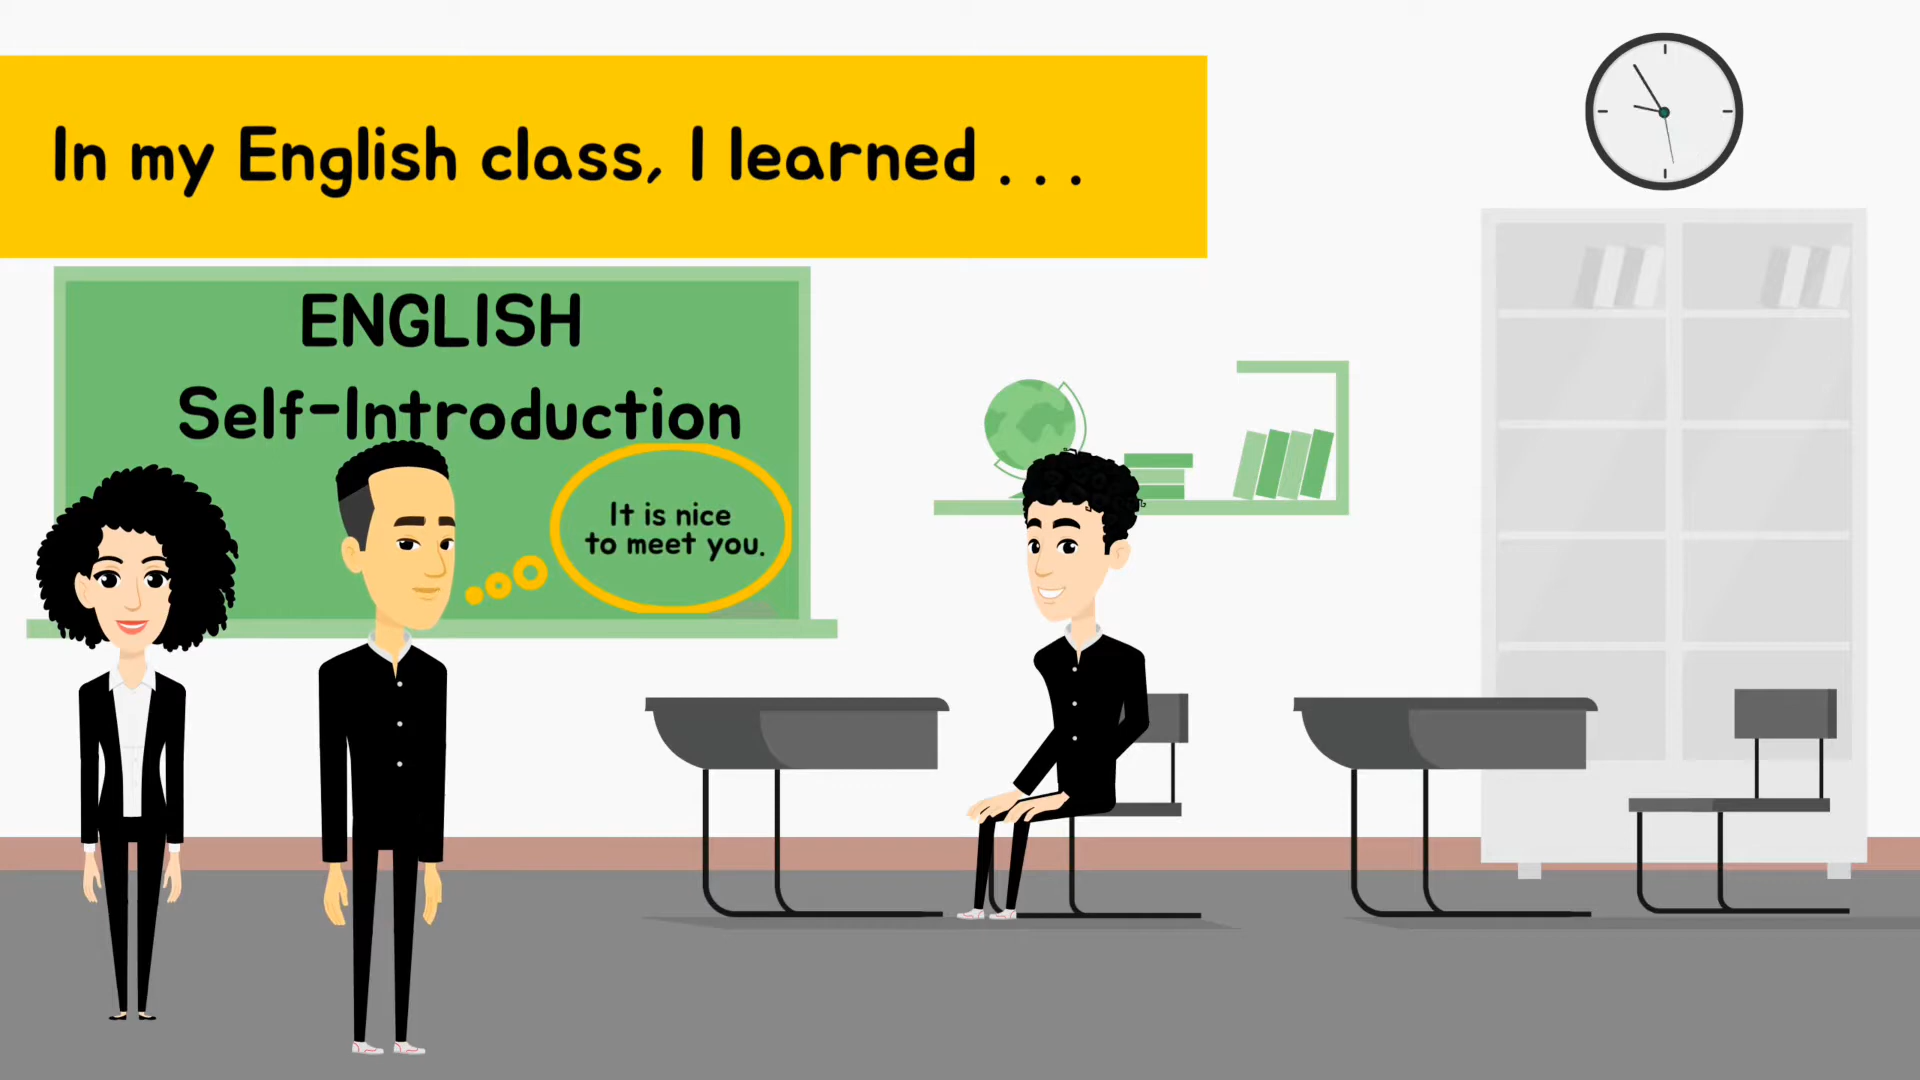 In my English class, I learned . . .
ENGLISH
Self-Introduction
It is nice
to meet you.